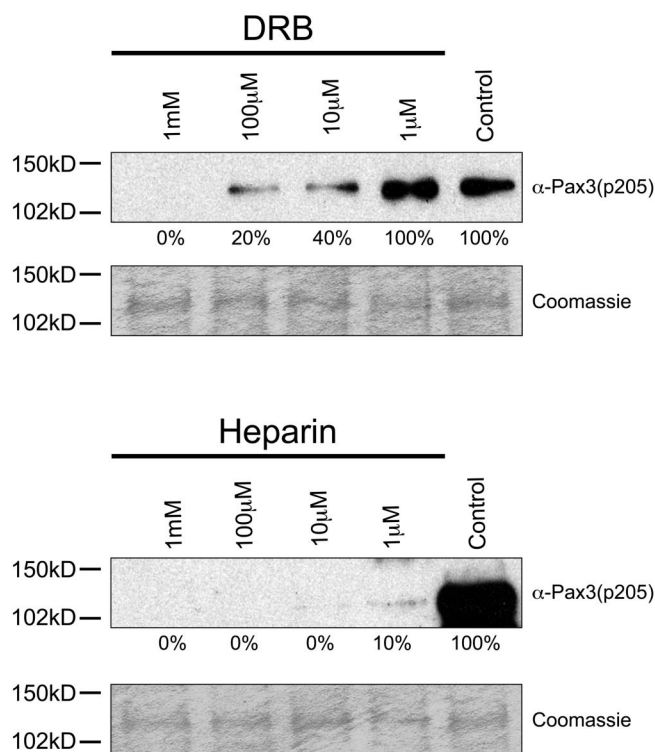 DRB
1mM 100μM 10μM 1μM Control
150kD
102kD
α-Pax3(p205)
0% 20% 40% 100% 100%
150kD
102kD
Coomassie
Heparin
1mM 100μM 10μM 1μM Control
150kD
102kD
α-Pax3(p205)
0% 0% 0% 10% 100%
150kD
102kD
Coomassie